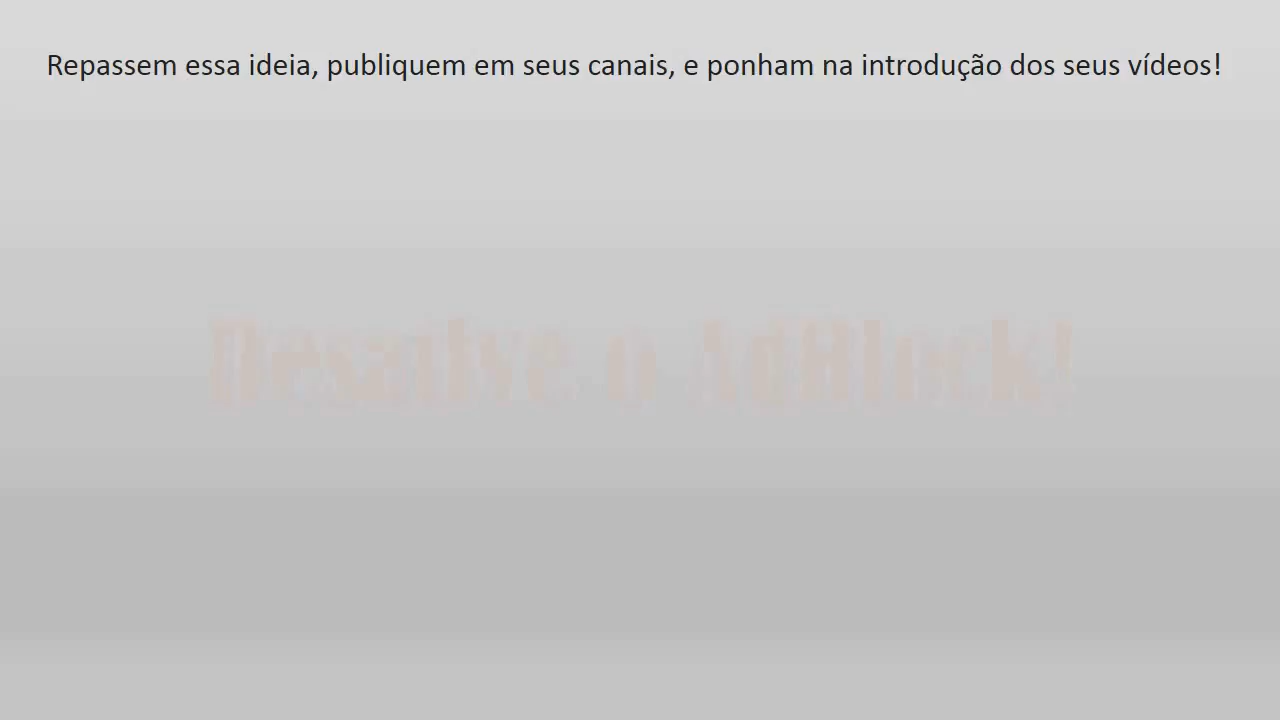 Repassem essa ideia, publiquem em seus canais, e ponham na introdução dos seus vídeos!
Desative o AdBlock!